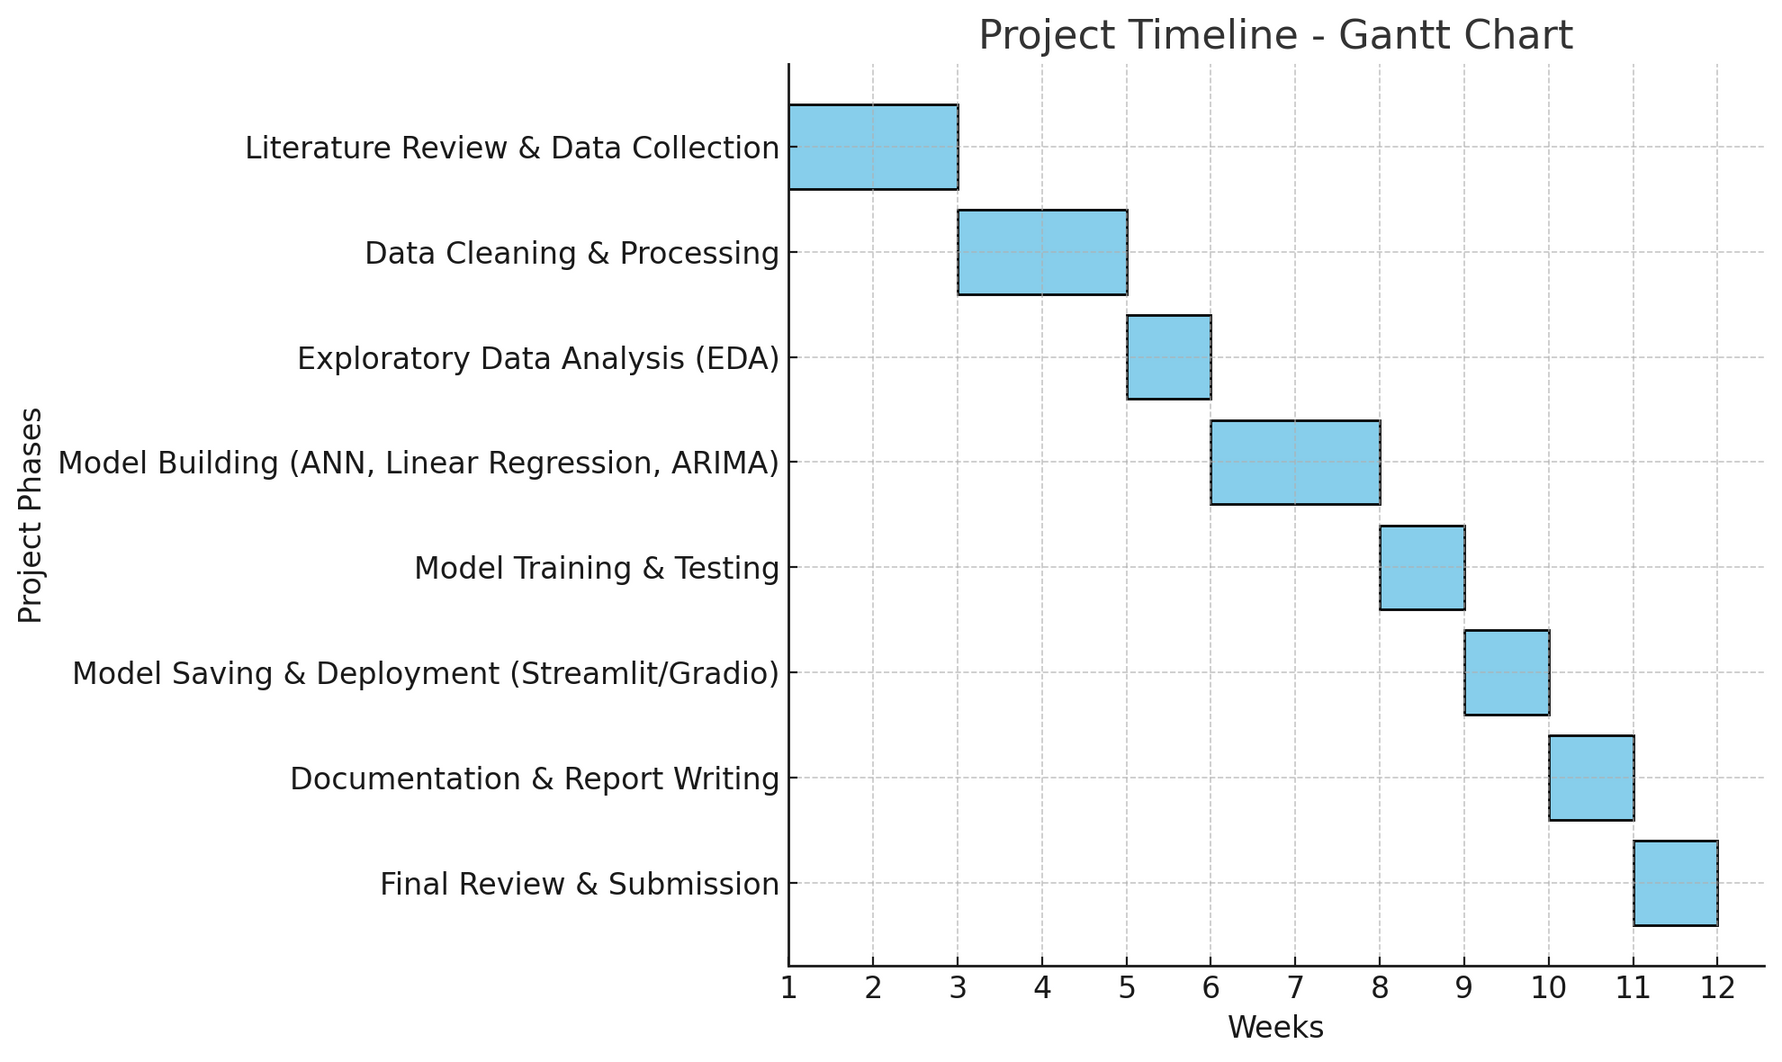 Project Timeline - Gantt Chart
Project Phases
Literature Review & Data Collection
Data Cleaning & Processing
Exploratory Data Analysis (EDA)
Model Building (ANN, Linear Regression, ARIMA)
Model Training & Testing
Model Saving & Deployment (Streamlit/Gradio)
Documentation & Report Writing
Final Review & Submission
1 2 3 4 5 6 7 8 9 10 11 12
Weeks